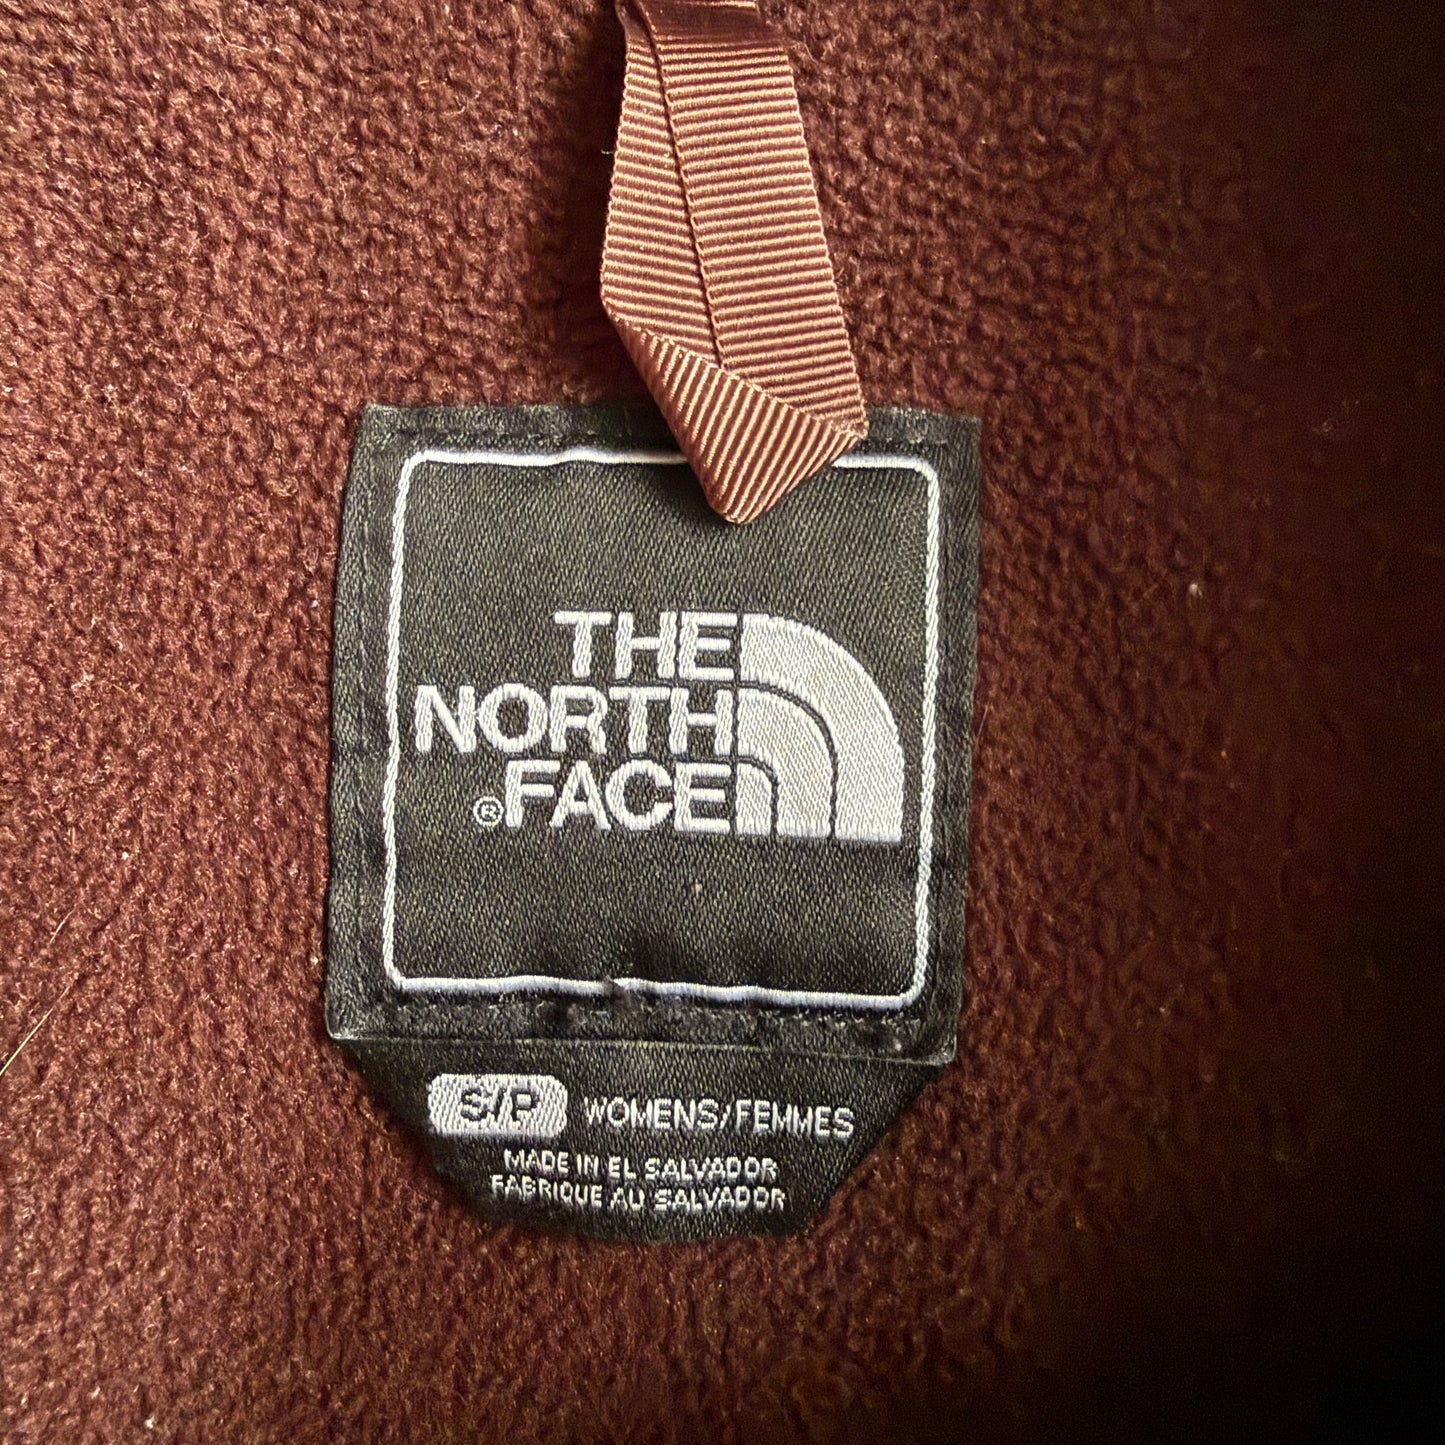 THE
NORTH
®FACE
S/P WOMENS/FEMMES
MADE IN EL SALVADOR
FABRIQUE AU SALVADOR